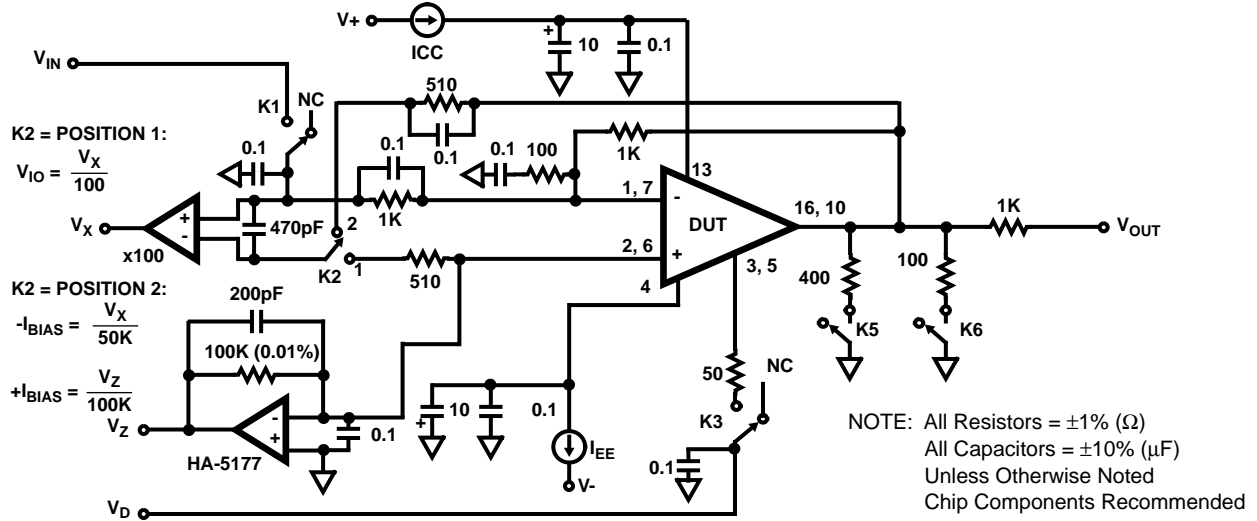 V+
ICC
+
10
0.1
VIN
K1
NC
510
0.1
0.1
K2 = POSITION 1:
VIO = VX
100
0.1
0.1
1K
0.1
100
1K
13
1, 7
-
DUT
16, 10
1K
VOUT
VX
+
-
x100
470pF
2
K2
1
510
2, 6
+
4
3, 5
400
K5
100
K6
K2 = POSITION 2:
-IBIAS = VX
50K
+IBIAS = VZ
100K
200pF
100K (0.01%)
VZ
-
+
HA-5177
0.1
10
+
0.1
IEE
V-
50
K3
NC
0.1
VD
NOTE: All Resistors = ±1% (Ω)
All Capacitors = ±10% (µF)
Unless Otherwise Noted
Chip Components Recommended